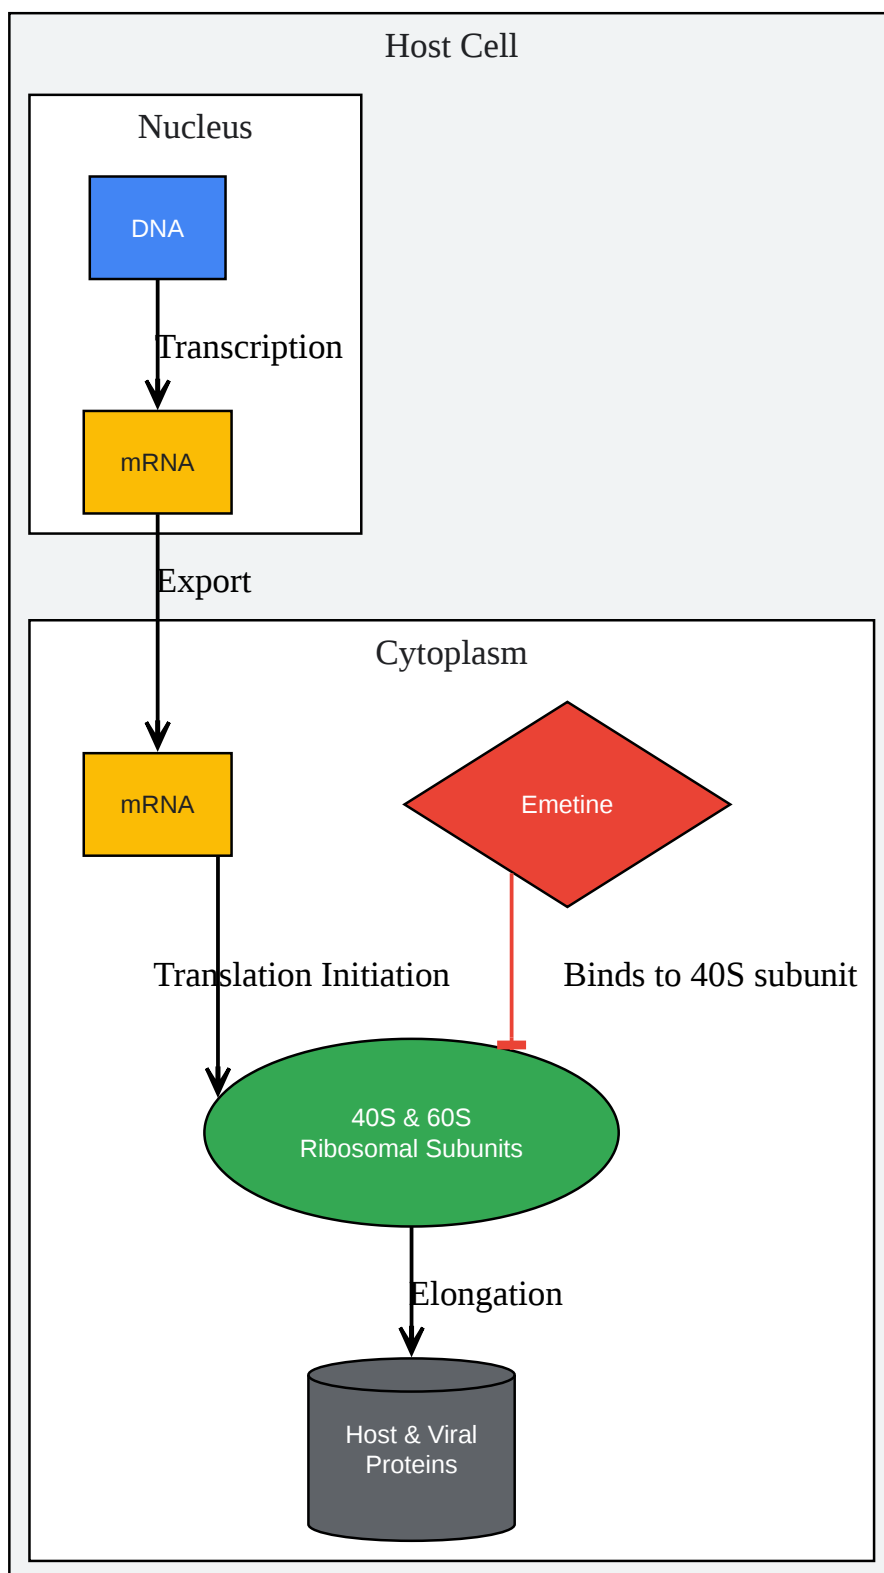 Host Cell
Nucleus
DNA
Transcription
mRNA
Export
Cytoplasm
mRNA
Emetine
Translation Initiation
Binds to 40S subunit
40S & 60S
Ribosomal Subunits
Elongation
Host & Viral
Proteins